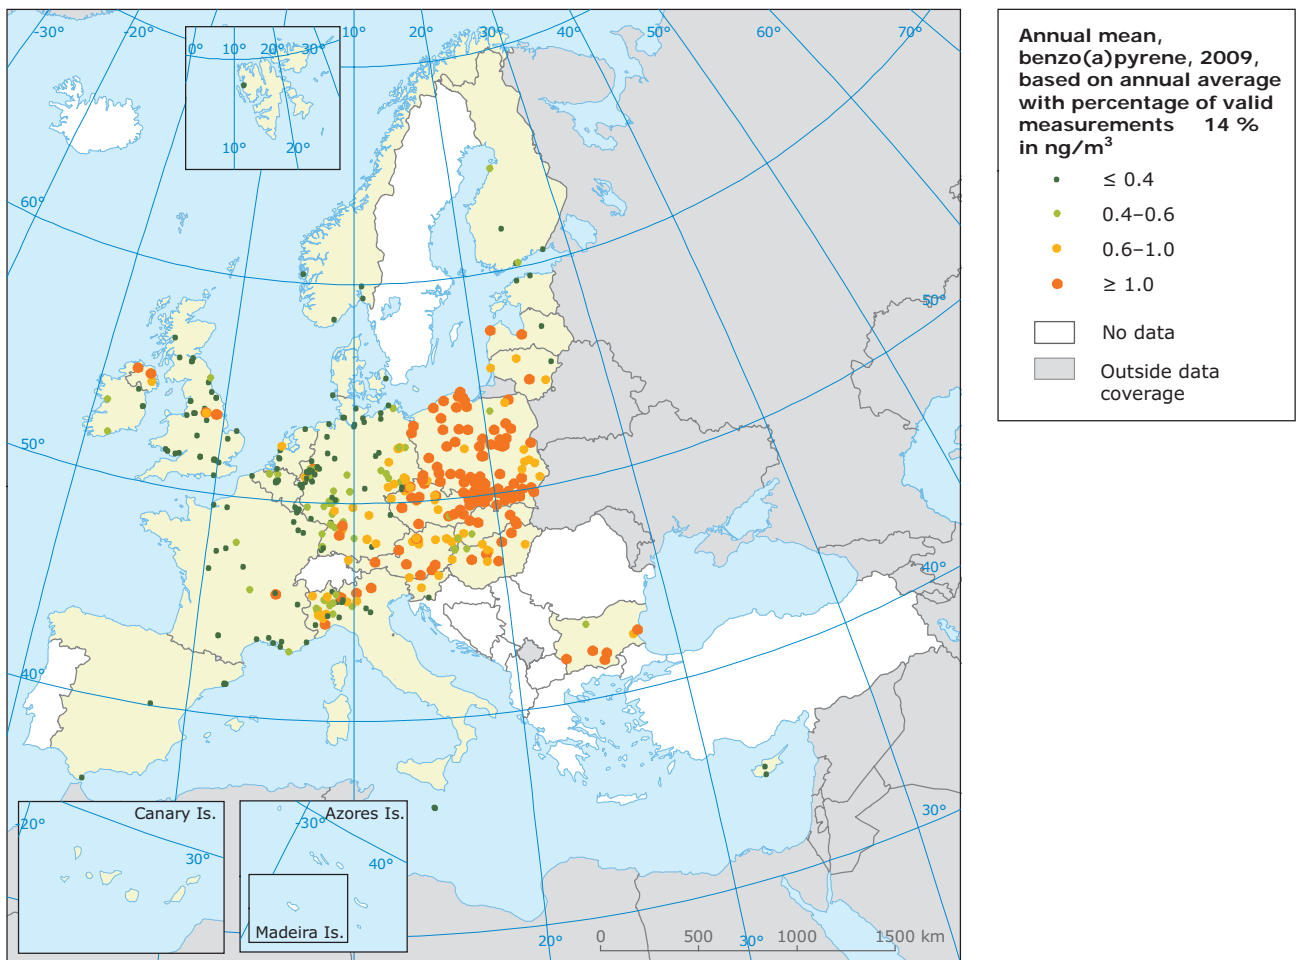 -30°
0°
10°
20°
30°
40°
50°
60°
70°
0°
10°
20°
30°
10°
20°
60°
50°
50°
40°
40°
30°
Canary Is.
-20°
30°
Azores Is.
-30°
40°
Madeira Is.
20°
30°
0
500
1000
1500 km
Annual mean,
benzo(a)pyrene, 2009,
based on annual average
with percentage of valid
measurements 14 %
in ng/m³
≤ 0.4
0.4–0.6
0.6–1.0
≥ 1.0
No data
Outside data
coverage